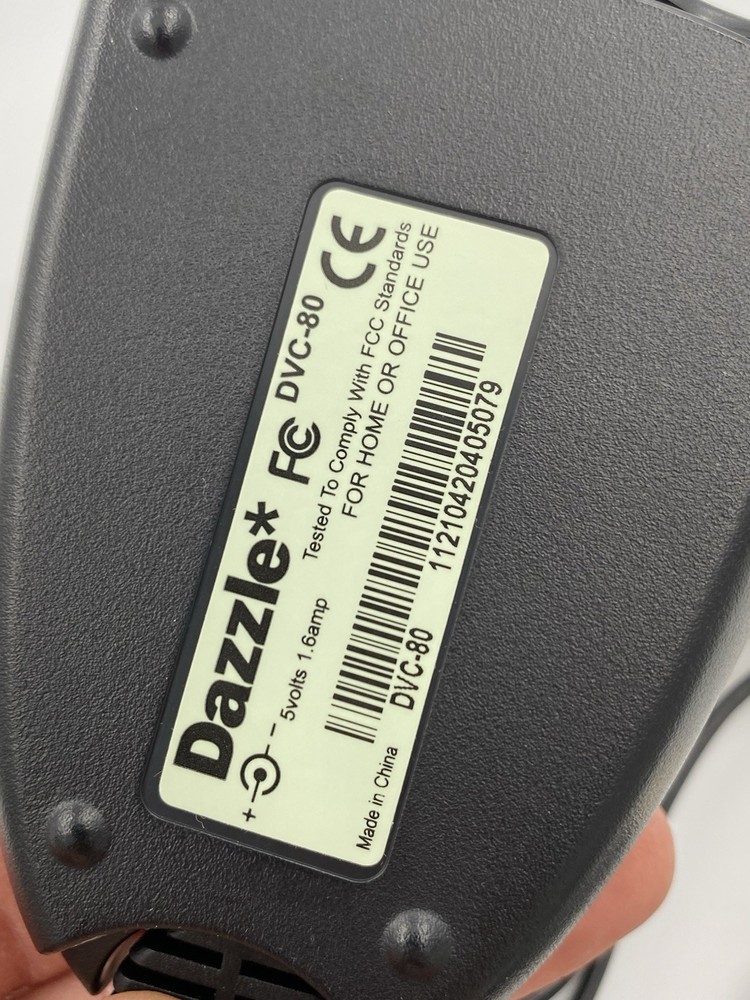 Dazzle* FC DVC-80 CE
+ - 5volts 1.6amp
Tested To Comply With FCC Standards
FOR HOME OR OFFICE USE
DVC-80 11210420405079
Made in China